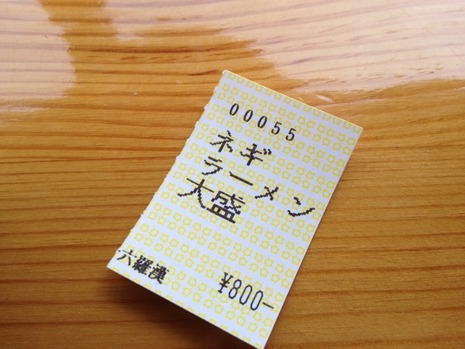 00055
ネギ
ラーメン
大盛
六羅漢
¥800-